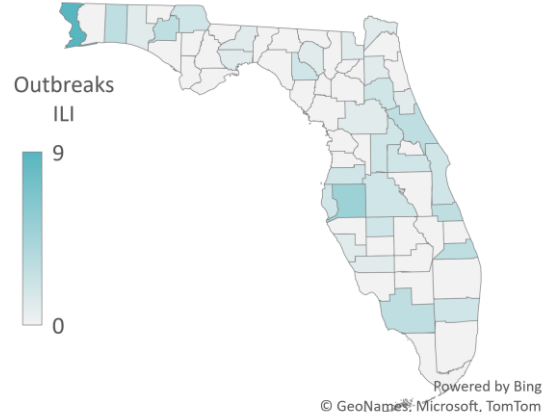 Outbreaks
ILI
9
0
Powered by Bing
© GeoNames, Microsoft, TomTom